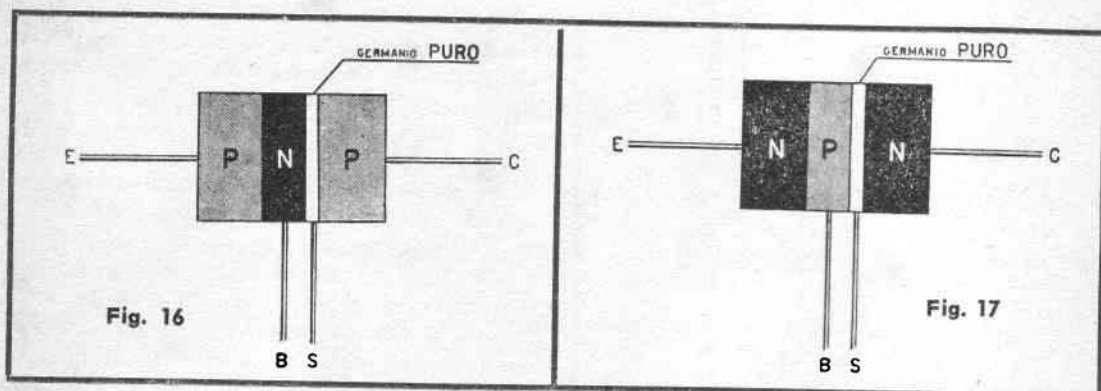 GERMANIO PURO
E P N P C
Fig. 16
B S
GERMANIO PURO
E N P N C
Fig. 17
B S